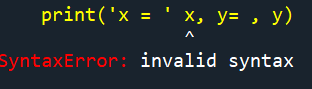 print('x = ' x, y= , y)
^
SyntaxError: invalid syntax